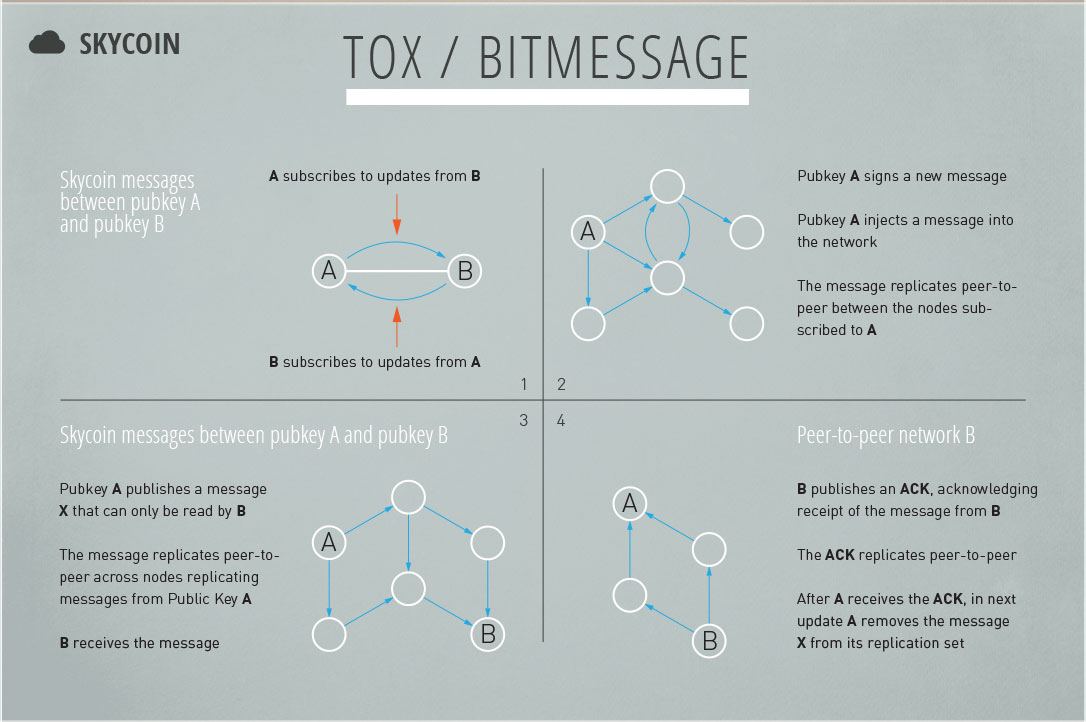 SKYCOIN
TOX / BITMESSAGE
Skycoin messages
between pubkey A
and pubkey B
A subscribes to updates from B
A
B
B subscribes to updates from A
1
2
A
Pubkey A signs a new message
Pubkey A injects a message into
the network
The message replicates peer-to-
peer between the nodes sub-
scribed to A
3
4
Skycoin messages between pubkey A and pubkey B
Pubkey A publishes a message
X that can only be read by B
The message replicates peer-to-
peer across nodes replicating
messages from Public Key A
B receives the message
A
B
Peer-to-peer network B
A
B
B publishes an ACK, acknowledging
receipt of the message from B
The ACK replicates peer-to-peer
After A receives the ACK, in next
update A removes the message
X from its replication set